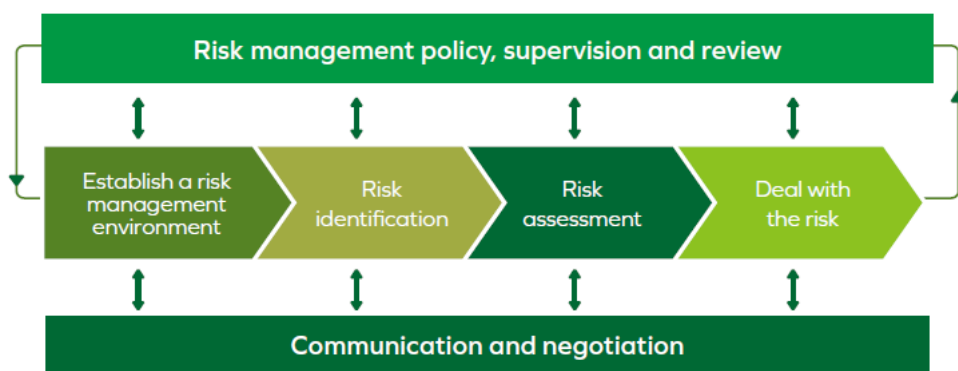 Risk management policy, supervision and review
Establish a risk
management
environment
Risk
identification
Risk
assessment
Deal with
the risk
Communication and negotiation